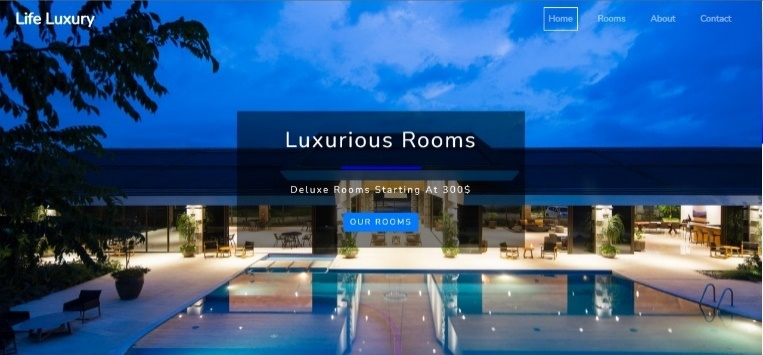 Life Luxury
Home Rooms About Contact
Luxurious Rooms
Deluxe Rooms Starting At 300$
OUR ROOMS